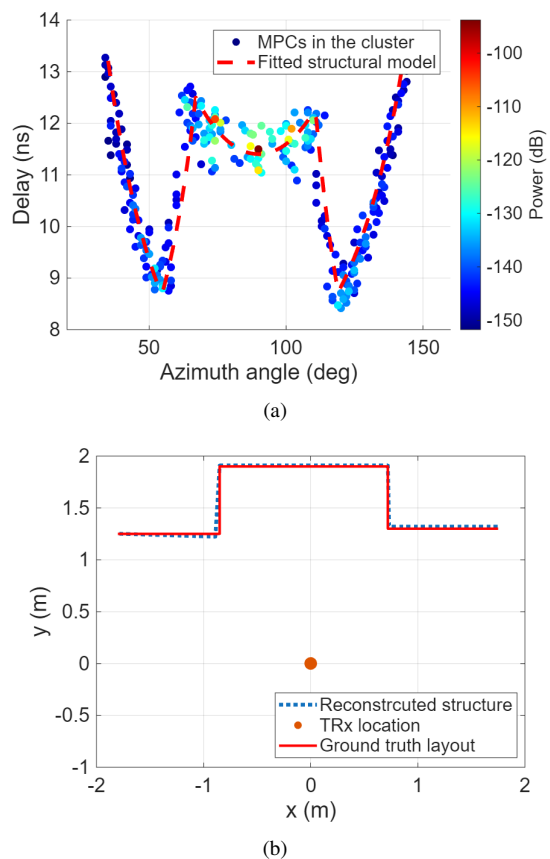 14
13
12
11
10
9
8
Delay (ns)
MPCs in the cluster
Fitted structural model
50
100
150
Azimuth angle (deg)
-100
-110
-120
-130
-140
-150
Power (dB)
(a)
2
1.5
1
0.5
0
-0.5
-1
y (m)
Reconstrcuted structure
TRx location
Ground truth layout
-2
-1
0
1
2
x (m)
(b)